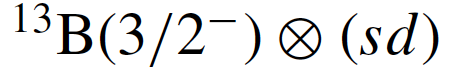 ¹³B(3/2⁻) ⊗ (sd)